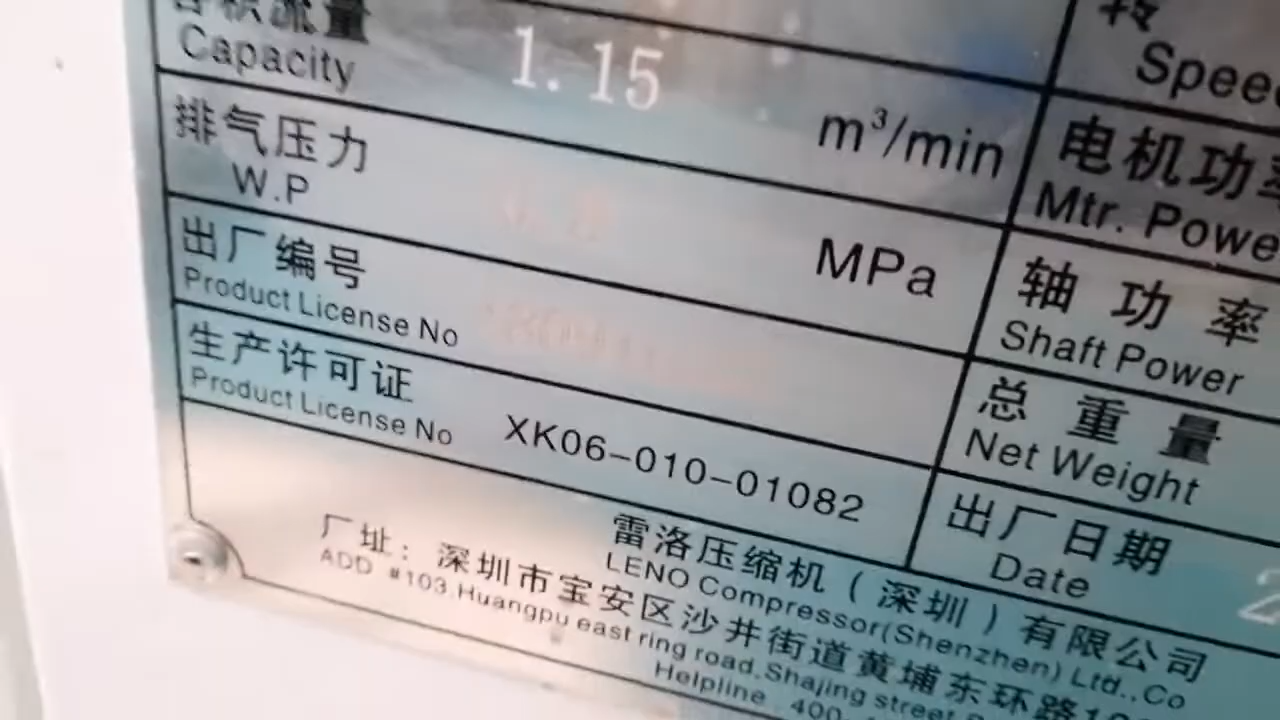 容积流量
Capacity 1.15 m³/min
排气压力
W.P MPa
出厂编号
Product License No
生产许可证
Product License No XK06-010-01082
转
Spee
电机功率
Mtr. Powe
轴功率
Shaft Power
总重量
Net Weight
出厂日期
Date 2
雷洛压缩机(深圳)有限公司
LENO Compressor(Shenzhen) Ltd.,Co
厂址:深圳市宝安区沙井街道黄埔东环路
ADD #103,Huangpu east ring road,Shajing street
Helpline 400-